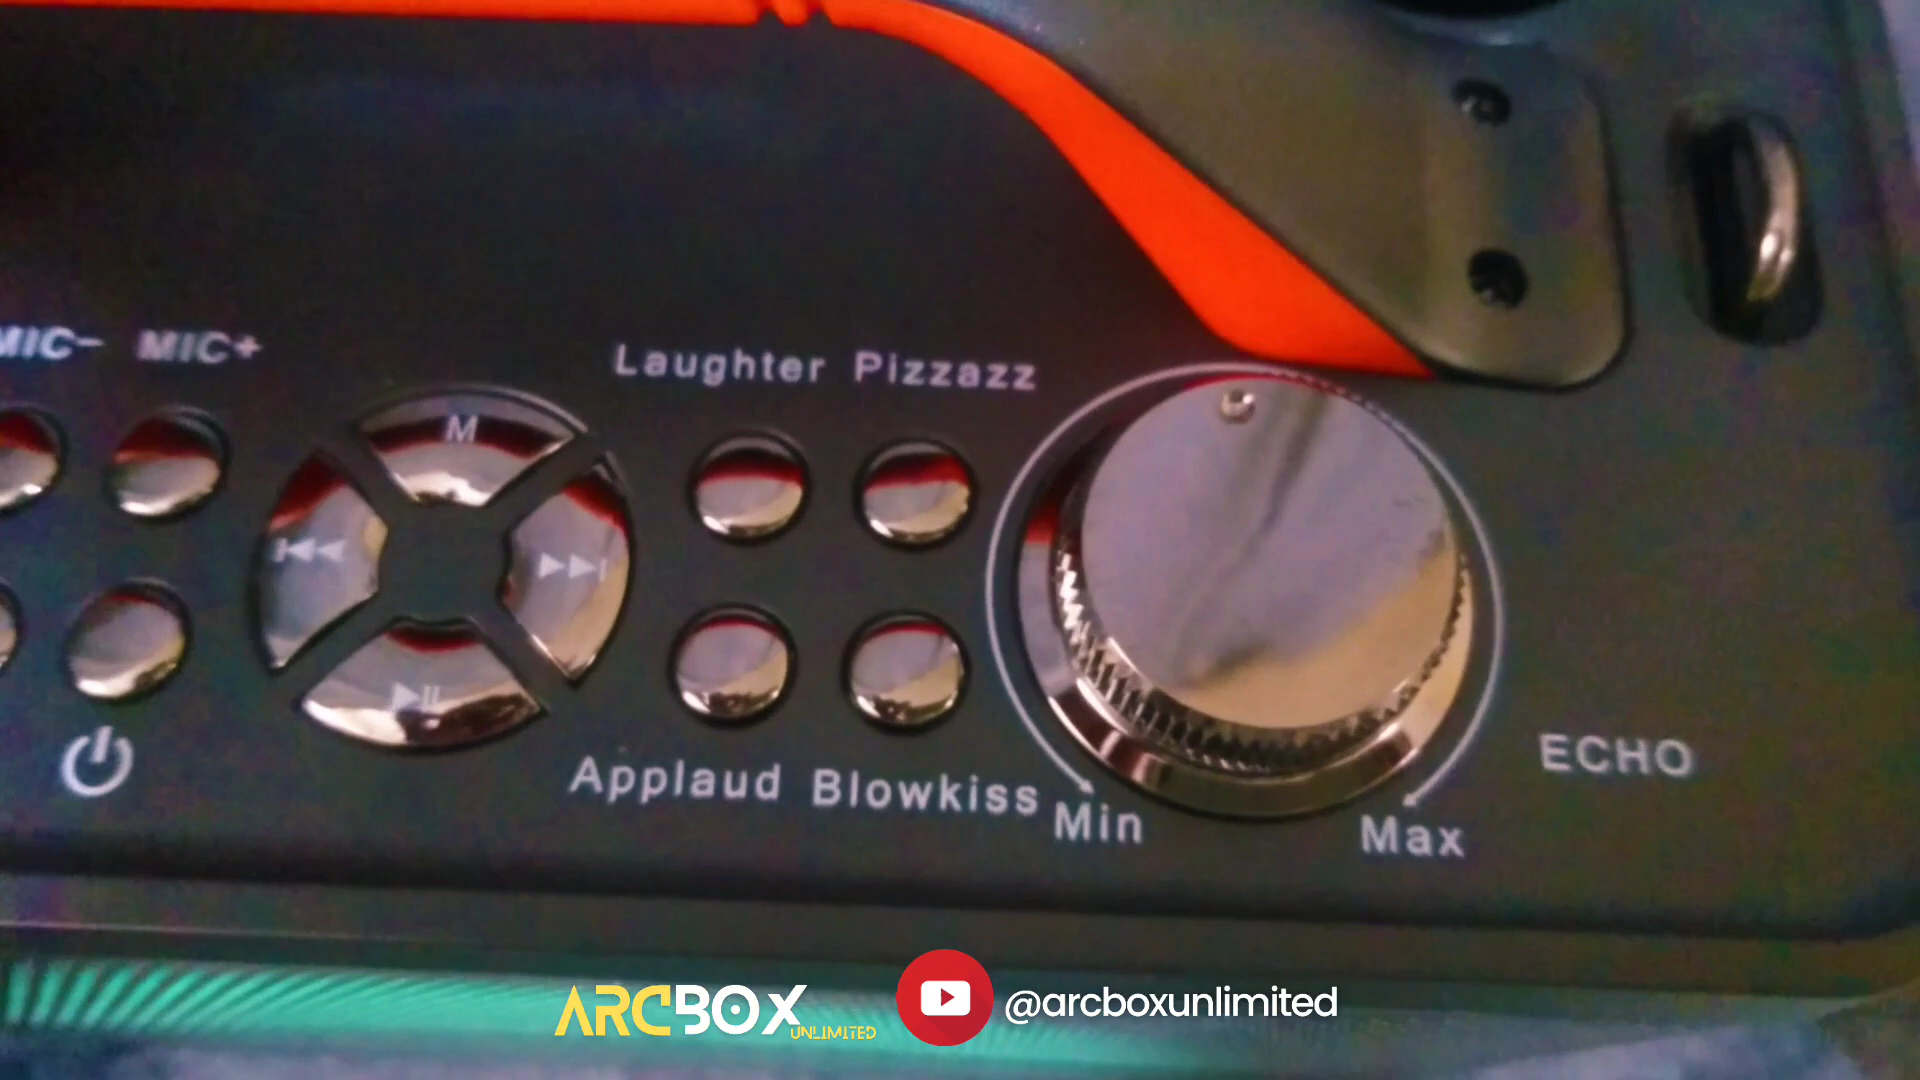 MIC- MIC+
Laughter Pizzazz
M
Applaud Blowkiss
Min
Max
ECHO
ARCBOX
UNLIMITED
@arcboxunlimited